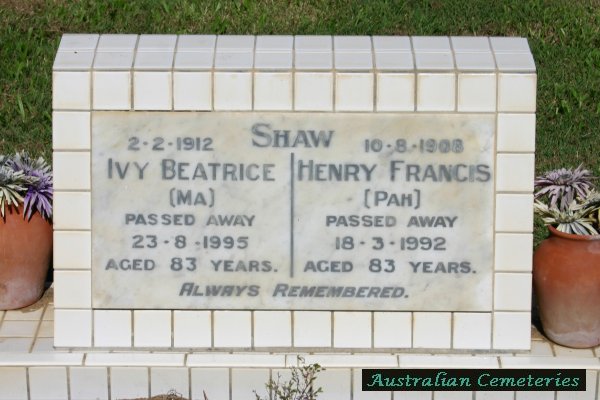 SHAW
2-2-1912
IVY BEATRICE
(MA)
PASSED AWAY
23-8-1995
AGED 83 YEARS.
10-8-1908
HENRY FRANCIS
(PAH)
PASSED AWAY
18-3-1992
AGED 83 YEARS.
ALWAYS REMEMBERED.
Australian Cemeteries